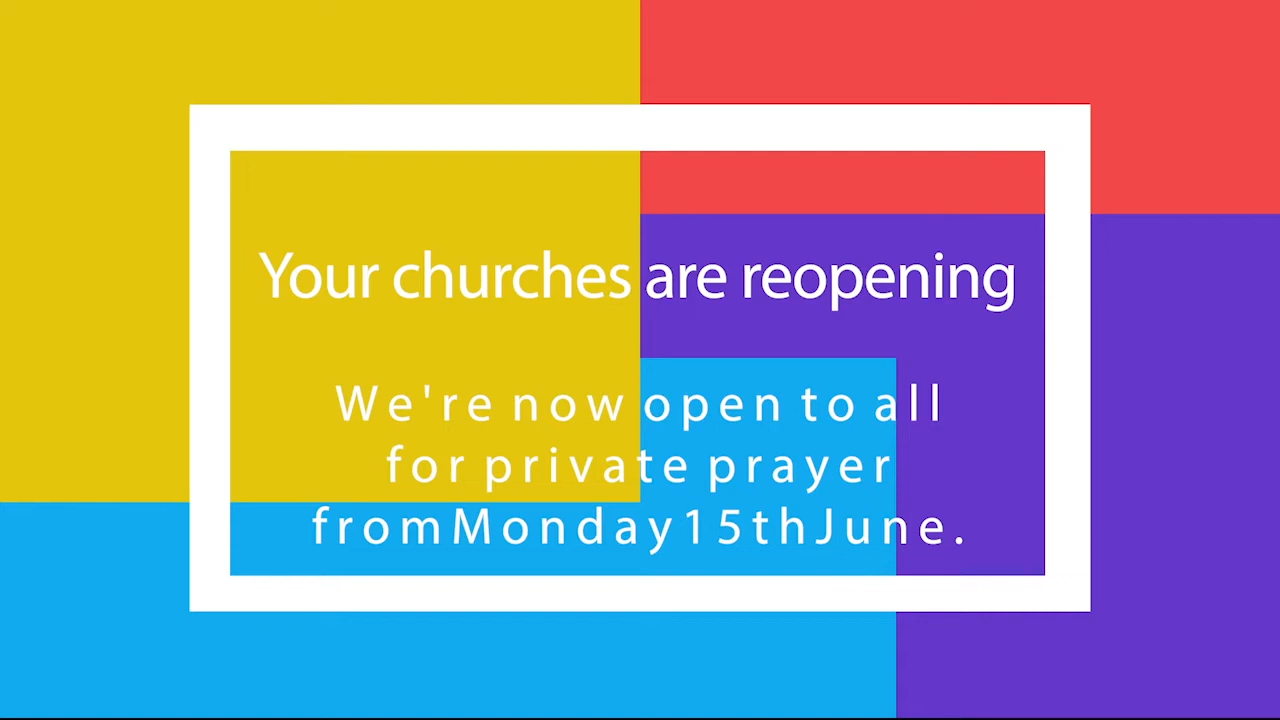 Your churches are reopening
We're now open to all
for private prayer
fromMonday15thJune.